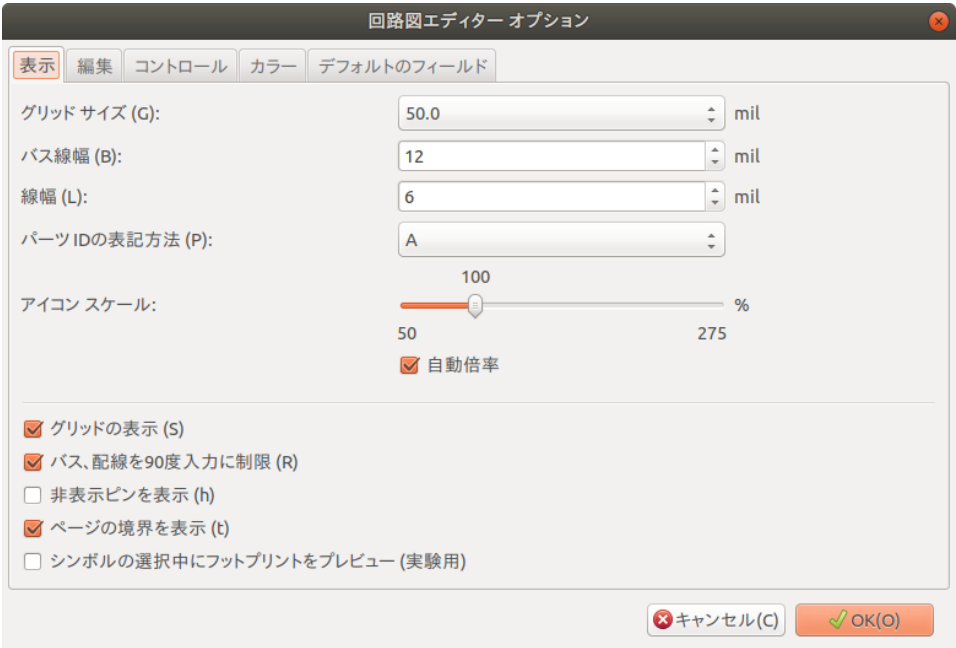 回路図エディター オプション
表示 編集 コントロール カラー デフォルトのフィールド
グリッド サイズ (G): 50.0 mil
バス線幅 (B): 12 mil
線幅 (L): 6 mil
パーツ IDの表記方法 (P): A
100
アイコン スケール: %
50 275
自動倍率
グリッドの表示 (S)
バス、配線を90度入力に制限 (R)
非表示ピンを表示 (h)
ページの境界を表示 (t)
シンボルの選択中にフットプリントをプレビュー (実験用)
キャンセル(C) OK(O)